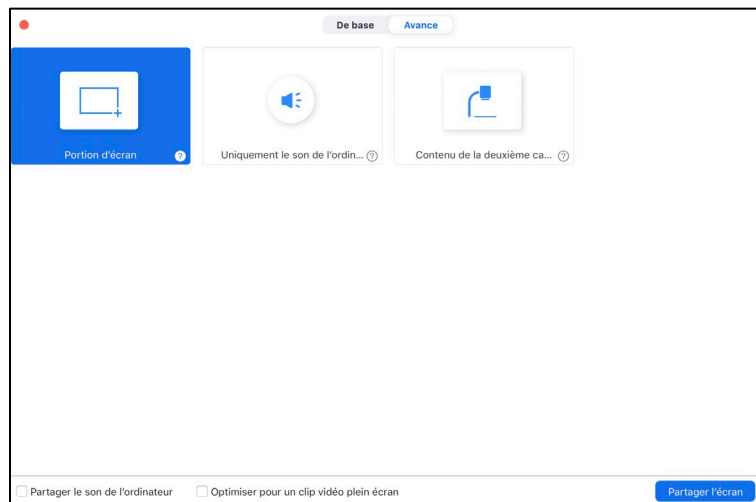 De base Avance
Portion d'écran ?
Uniquement le son de l'ordin... ?
Contenu de la deuxième ca... ?
Partager le son de l'ordinateur
Optimiser pour un clip vidéo plein écran
Partager l'écran